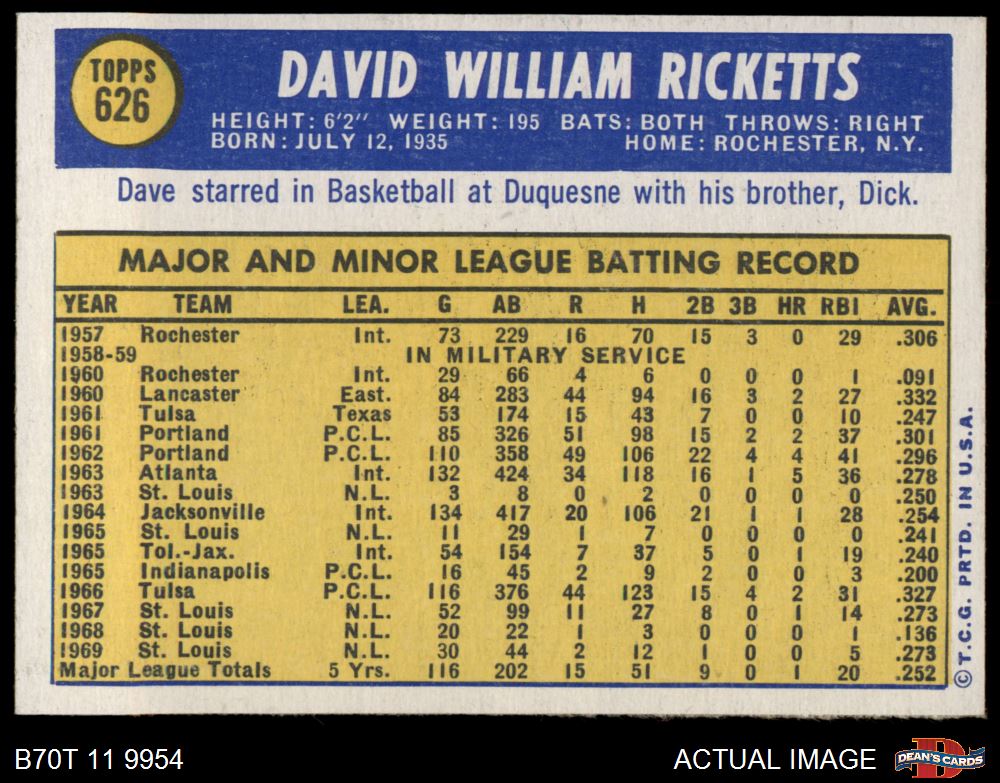 TOPPS
626
DAVID WILLIAM RICKETTS
HEIGHT: 6'2" WEIGHT: 195 BATS: BOTH THROWS: RIGHT
BORN: JULY 12, 1935 HOME: ROCHESTER, N.Y.
Dave starred in Basketball at Duquesne with his brother, Dick.
MAJOR AND MINOR LEAGUE BATTING RECORD
YEAR TEAM LEA. G AB R H 2B 3B HR RBI AVG.
1957 Rochester Int. 73 229 16 70 15 3 0 29 .306
1958-59 IN MILITARY SERVICE
1960 Rochester Int. 29 66 4 6 0 0 0 1 .091
1960 Lancaster East. 84 283 44 94 16 3 2 27 .332
1961 Tulsa Texas 53 174 15 43 7 0 0 10 .247
1961 Portland P.C.L. 85 326 51 98 15 2 2 37 .301
1962 Portland P.C.L. 110 358 49 106 22 4 4 41 .296
1963 Atlanta Int. 132 424 34 118 16 1 5 36 .278
1963 St. Louis N.L. 3 8 0 2 0 0 0 0 .250
1964 Jacksonville Int. 134 417 20 106 21 1 1 28 .254
1965 St. Louis N.L. 11 29 1 7 0 0 0 0 .241
1965 Tol.-Jax. Int. 54 154 7 37 5 0 1 19 .240
1965 Indianapolis P.C.L. 16 45 2 9 2 0 0 3 .200
1966 Tulsa P.C.L. 116 376 44 123 15 4 2 31 .327
1967 St. Louis N.L. 52 99 11 27 8 0 1 14 .273
1968 St. Louis N.L. 20 22 1 3 0 0 0 1 .136
1969 St. Louis N.L. 30 44 2 12 1 0 0 5 .273
Major League Totals 5 Yrs. 116 202 15 51 9 0 1 20 .252
© T.C.G. PRTD. IN U.S.A.
B70T 11 9954 ACTUAL IMAGE
D
DEAN'S CARDS